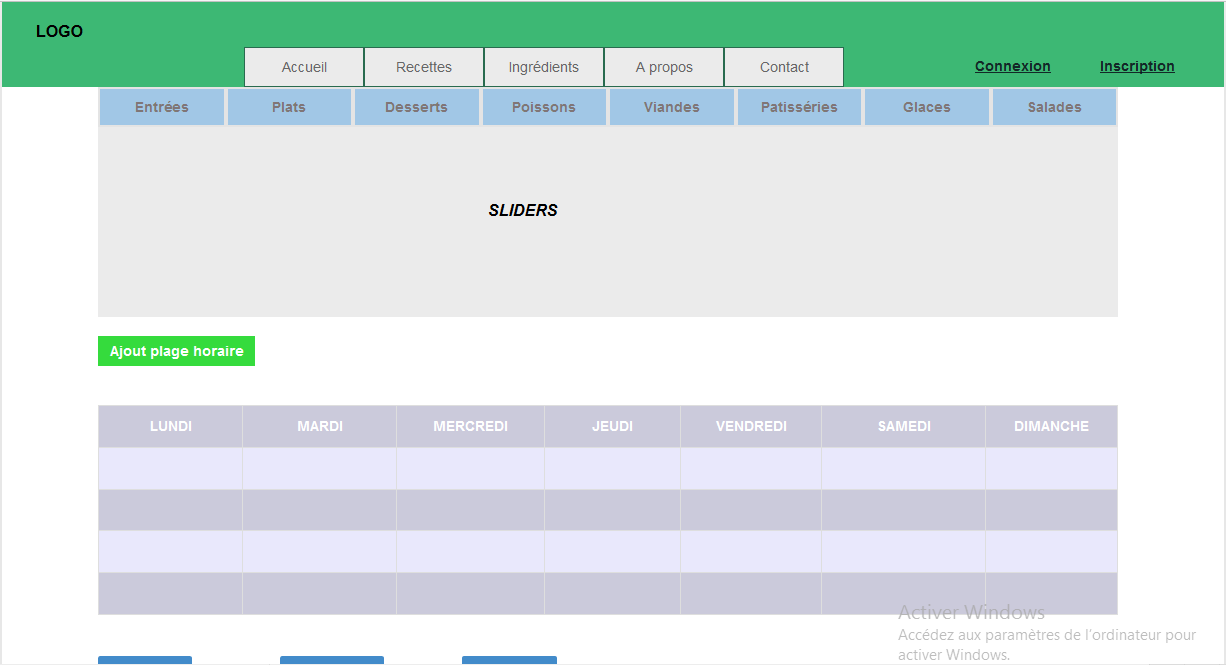 LOGO
Accueil Recettes Ingrédients A propos Contact Connexion Inscription
Entrées Plats Desserts Poissons Viandes Patisséries Glaces Salades
SLIDERS
Ajout plage horaire
LUNDI MARDI MERCREDI JEUDI VENDREDI SAMEDI DIMANCHE
Activer Windows
Accédez aux paramètres de l'ordinateur pour
activer Windows.